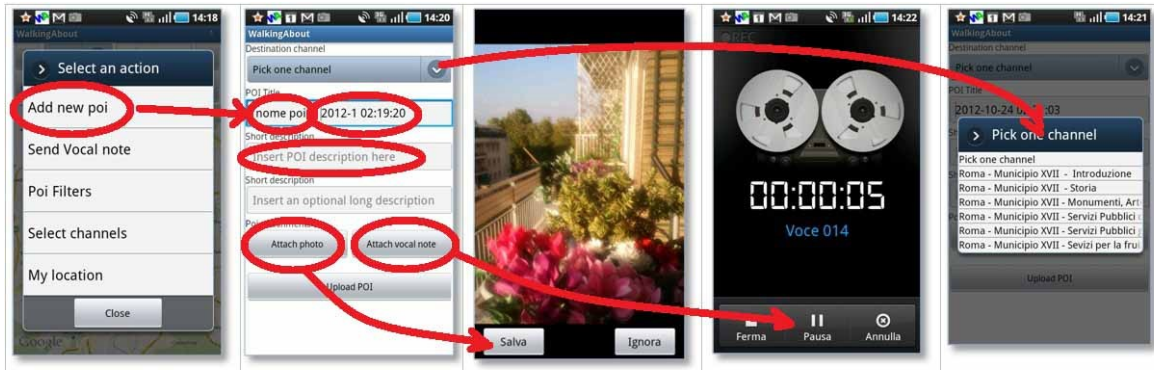 14:18
WalkingAbout
Select an action
Add new poi
Send Vocal note
Poi Filters
Select channels
My location
Close
Google
14:20
WalkingAbout
Destination channel
Pick one channel
POI Title
nome poi 2012-1 02:19:20
Short description
Insert POI description here
Short description
Insert an optional long description
Attach photo
Attach vocal note
Upload POI
Salva
Ignora
14:22
REC
00:00:05
Voce 014
Ferma
Pausa
Annulla
14:21
WalkingAbout
Destination channel
Pick one channel
POI Title
2012-10-24
Pick one channel
Pick one channel
Roma - Municipio XVII - Introduzione
Roma - Municipio XVII - Storia
Roma - Municipio XVII - Monumenti, Art
Roma - Municipio XVII - Servizi Pubblici
Roma - Municipio XVII - Servizi Pubblici
Roma - Municipio XVII - Sevizi per la frui
Upload POI